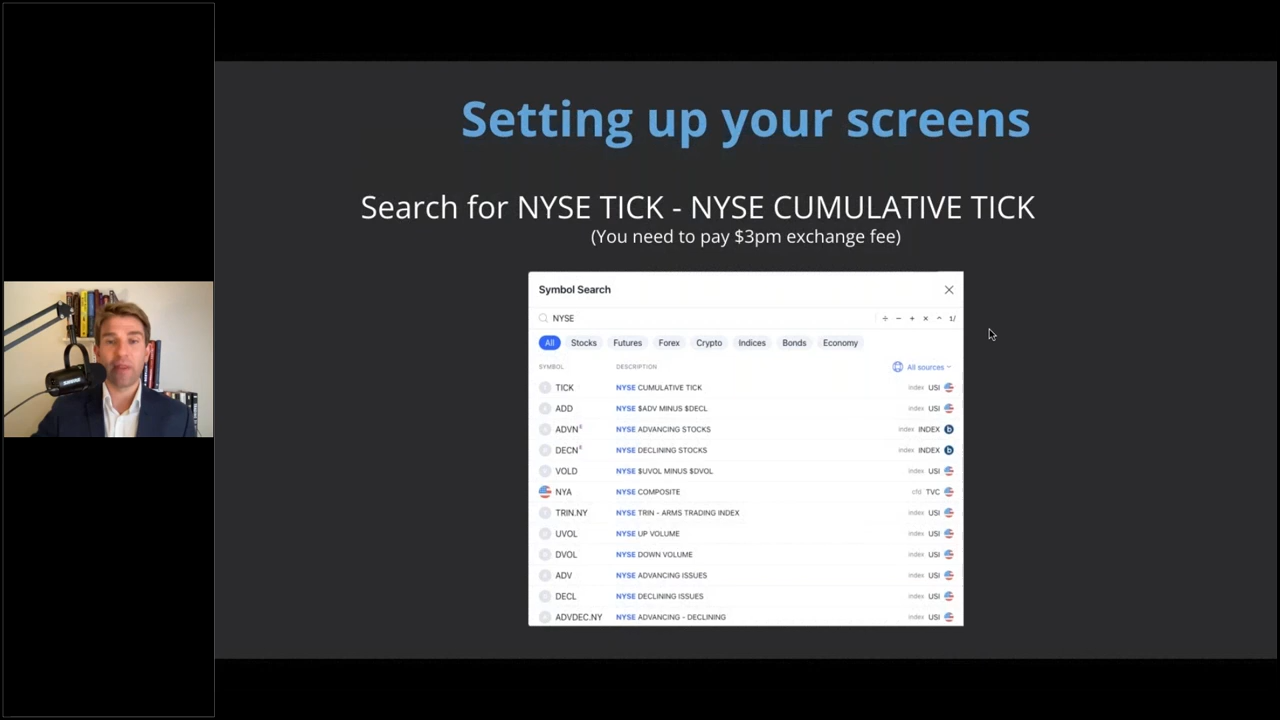 Setting up your screens
Search for NYSE TICK - NYSE CUMULATIVE TICK
(You need to pay $3pm exchange fee)
Symbol Search
NYSE ÷ − + × ^ 1/
All Stocks Futures Forex Crypto Indices Bonds Economy
SYMBOL DESCRIPTION All sources
TICK NYSE CUMULATIVE TICK index USI
ADD NYSE $ADV MINUS $DECL index USI
ADVN NYSE ADVANCING STOCKS index INDEX
DECN NYSE DECLINING STOCKS index INDEX
VOLD NYSE $UVOL MINUS $DVOL index USI
NYA NYSE COMPOSITE cfd TVC
TRIN.NY NYSE TRIN - ARMS TRADING INDEX index USI
UVOL NYSE UP VOLUME index USI
DVOL NYSE DOWN VOLUME index USI
ADV NYSE ADVANCING ISSUES index USI
DECL NYSE DECLINING ISSUES index USI
ADVDEC.NY NYSE ADVANCING - DECLINING index USI